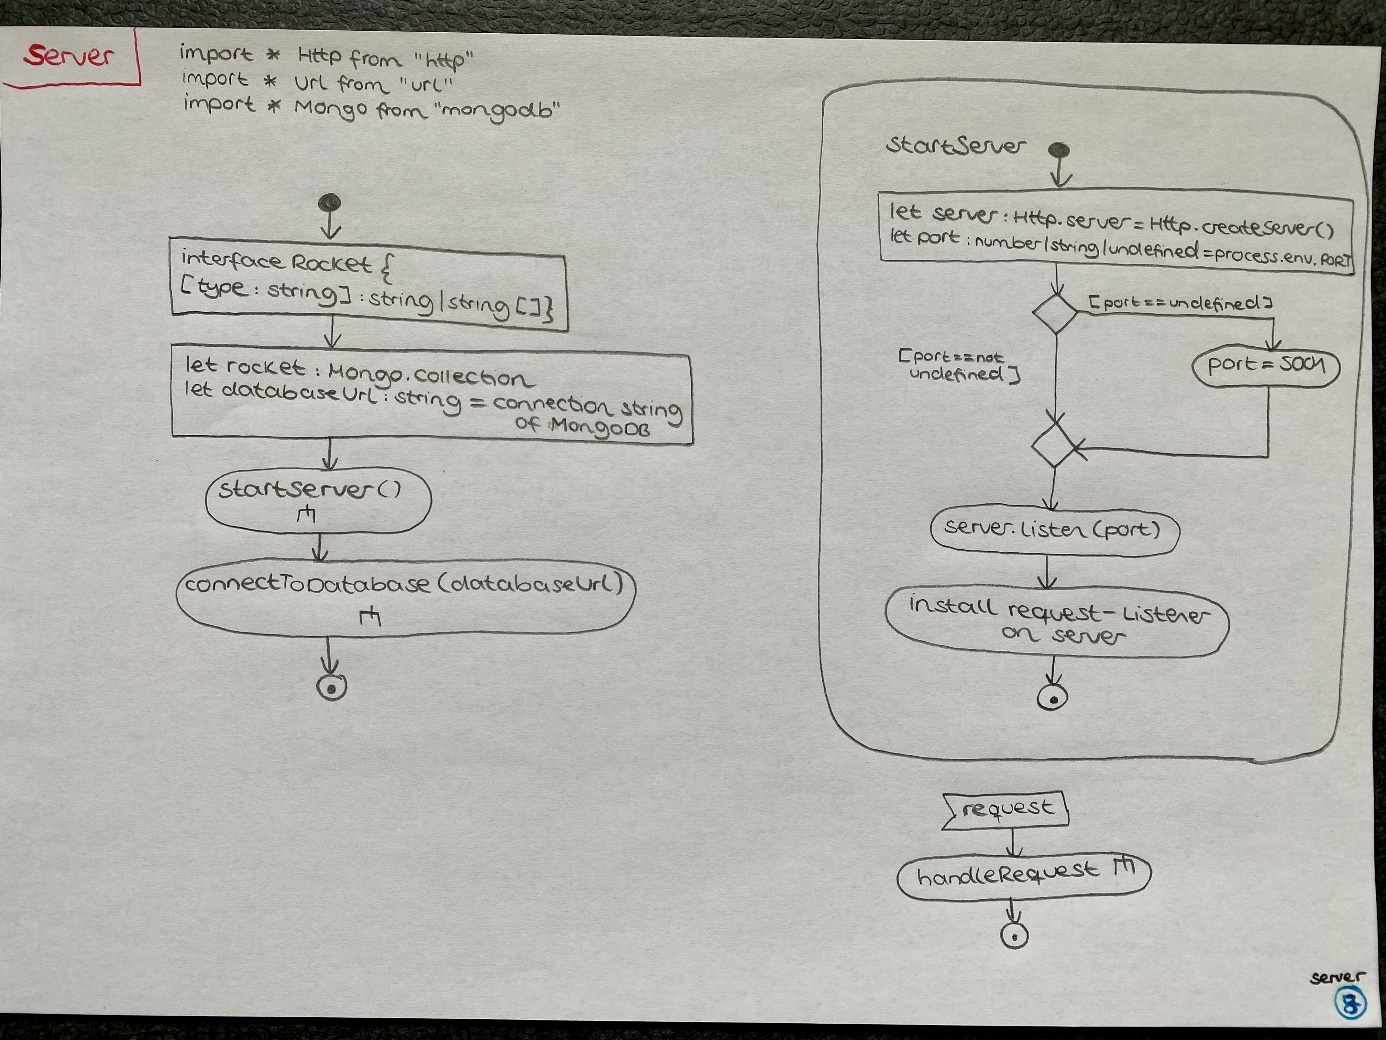 Server
import * Http from "http"
import * Url from "url"
import * Mongo from "mongodb"
interface Rocket {
[type: string] : string | string []}
let rocket : Mongo.Collection
let databaseUrl : string = connection string
of MongoDB
startServer()
connectToDatabase (databaseUrl)
startServer
let server : Http.server = Http.createServer()
let port : number | string | undefined = process.env.PORT
[port == undefined]
[port == not
undefined]
port = 5001
server.listen (port)
install request-listener
on server
request
handleRequest
server
8